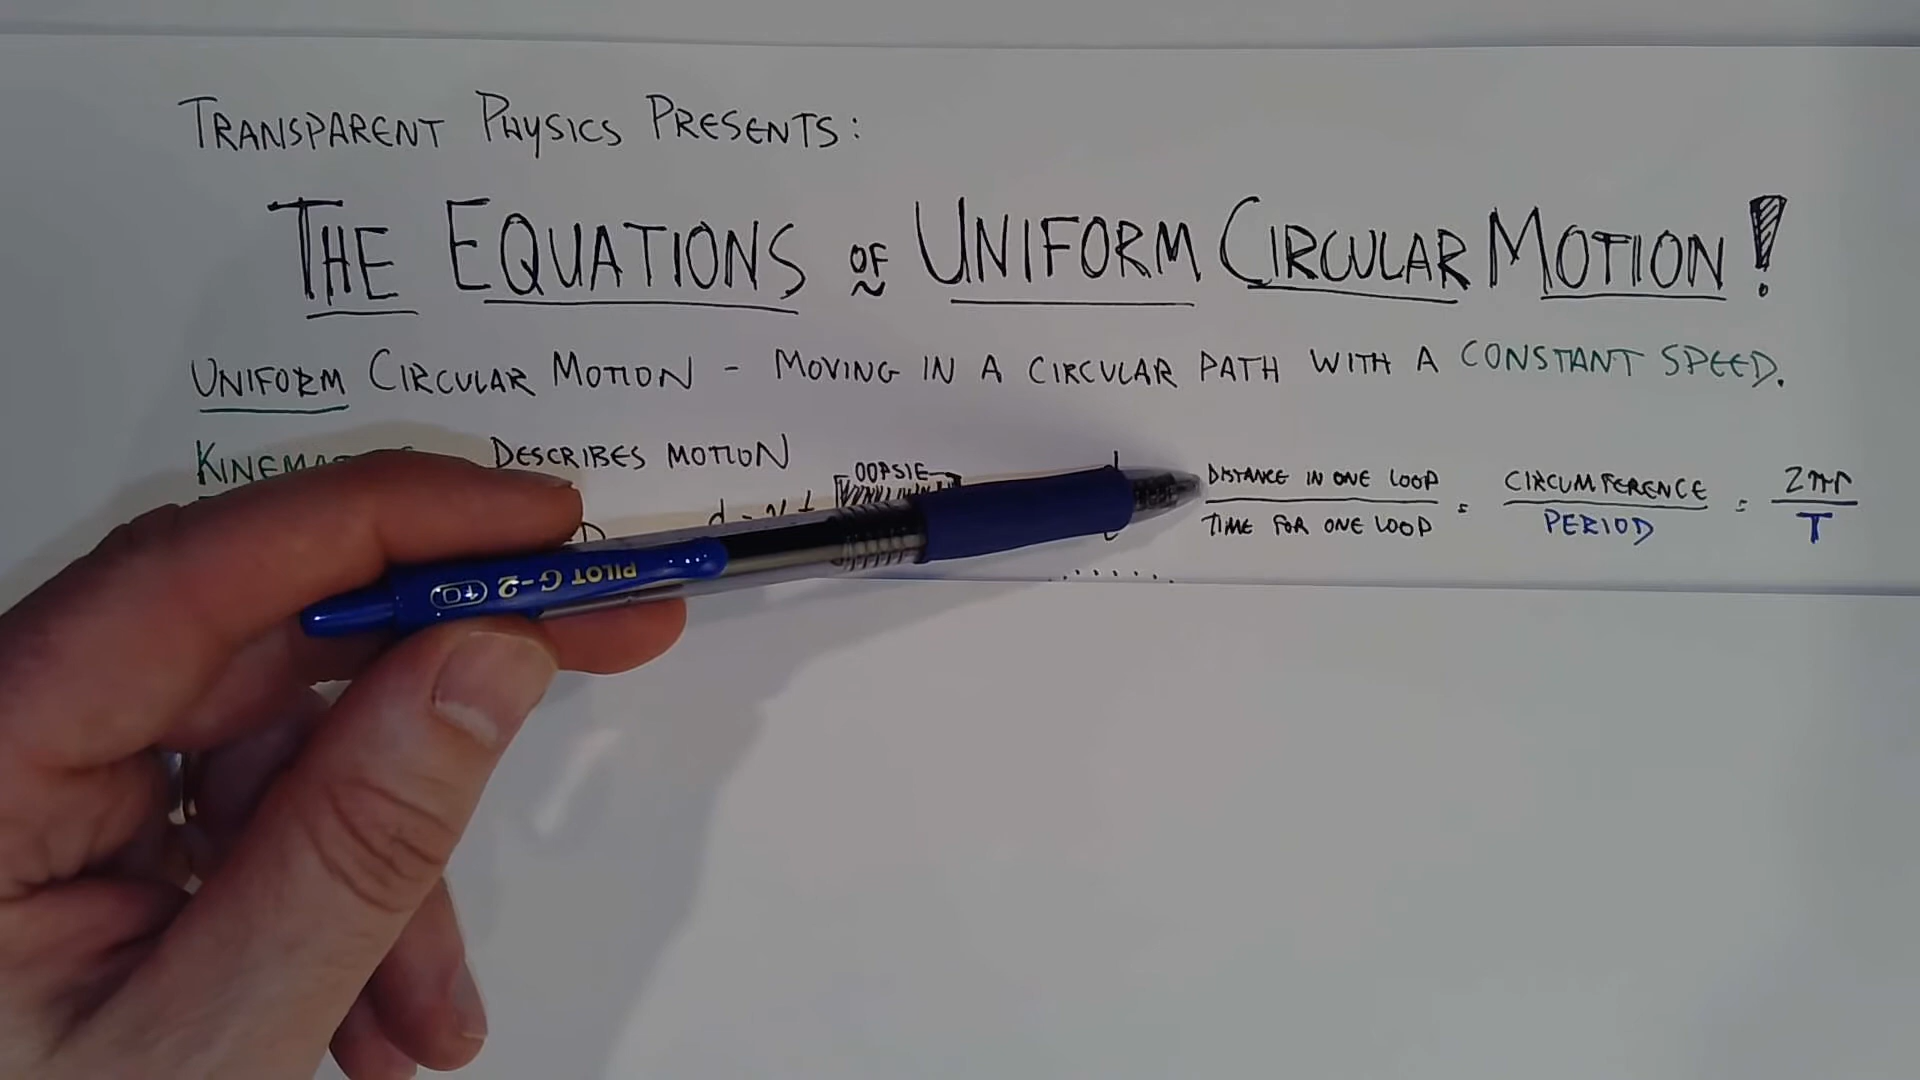 TRANSPARENT PHYSICS PRESENTS:
THE EQUATIONS OF UNIFORM CIRCULAR MOTION!
UNIFORM CIRCULAR MOTION - MOVING IN A CIRCULAR PATH WITH A CONSTANT SPEED.
DESCRIBES MOTION
OOPSIE
DISTANCE IN ONE LOOP / TIME FOR ONE LOOP = CIRCUMFERENCE / PERIOD = 2πr / T
PILOT G-2 10